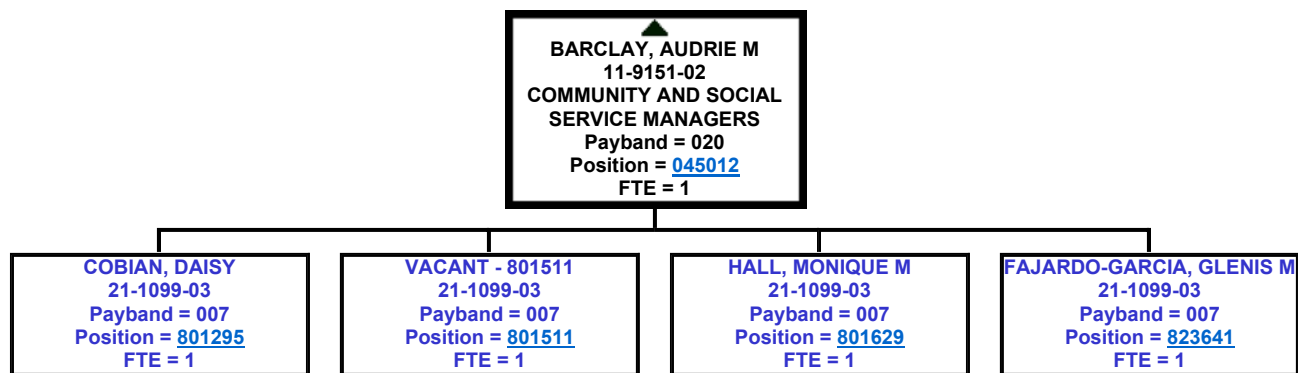 BARCLAY, AUDRIE M
11-9151-02
COMMUNITY AND SOCIAL
SERVICE MANAGERS
Payband = 020
Position = 045012
FTE = 1
COBIAN, DAISY
21-1099-03
Payband = 007
Position = 801295
FTE = 1
VACANT - 801511
21-1099-03
Payband = 007
Position = 801511
FTE = 1
HALL, MONIQUE M
21-1099-03
Payband = 007
Position = 801629
FTE = 1
FAJARDO-GARCIA, GLENIS M
21-1099-03
Payband = 007
Position = 823641
FTE = 1